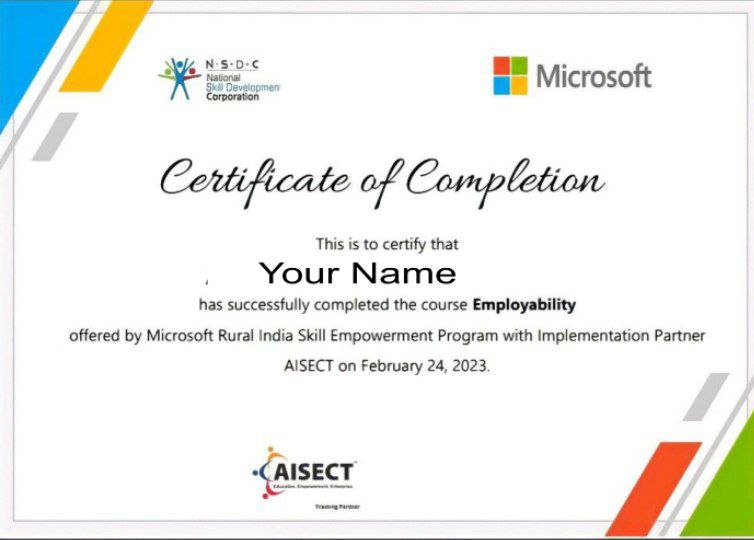 N·S·D·C
National
Skill Developmen
Corporation
Microsoft
Certificate of Completion
This is to certify that
Your Name
has successfully completed the course Employability
offered by Microsoft Rural India Skill Empowerment Program with Implementation Partner
AISECT on February 24, 2023.
AISECT
Education. Empowerment. Enterprise.
Training Partner